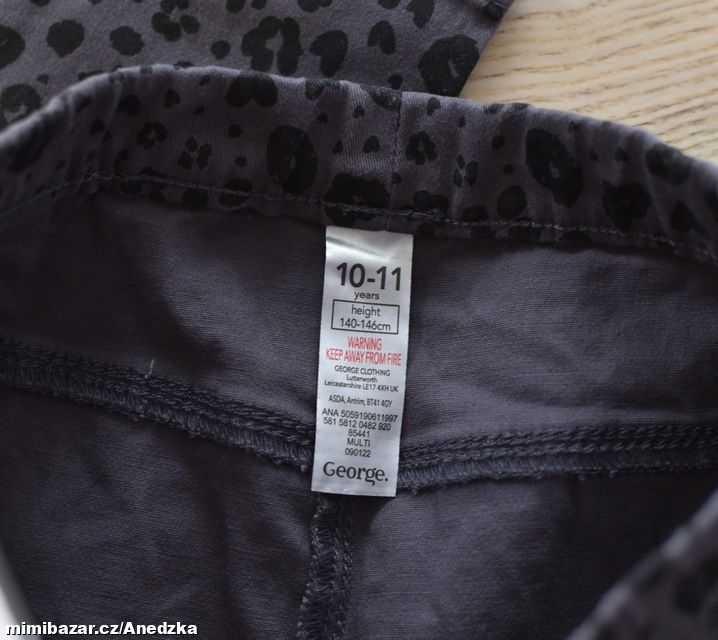 10-11
years
height
140-146cm
WARNING
KEEP AWAY FROM FIRE
GEORGE CLOTHING
Lutterworth
Leicestershire LE17 4XH UK
ASDA, Antrim, BT41 4GY
ANA 5059190611997
581 5812 0482 920
85441
MULTI
090122
George.
mimibazar.cz/Anedzka